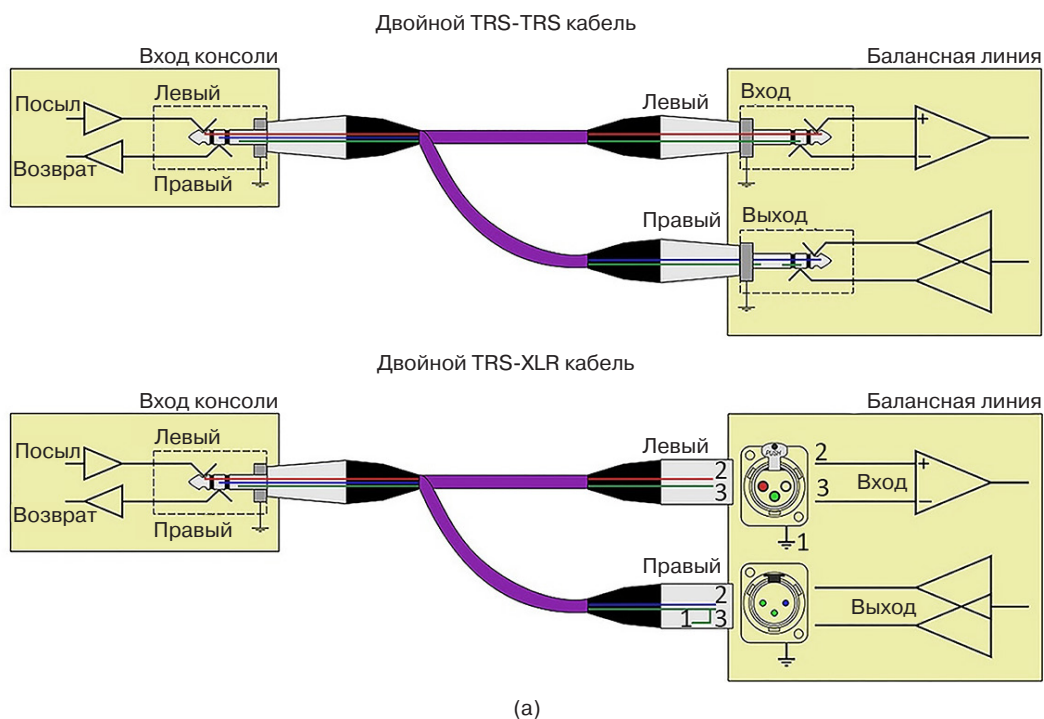 Двойной TRS-TRS кабель
Вход консоли
Балансная линия
Посыл
Левый
Левый
Вход
+
−
Возврат
Правый
Правый
Выход
Двойной TRS-XLR кабель
Вход консоли
Балансная линия
Посыл
Левый
Левый
2
3
PUSH
2
3
Вход
+
−
1
Возврат
Правый
Правый
2
1
3
Выход
(a)